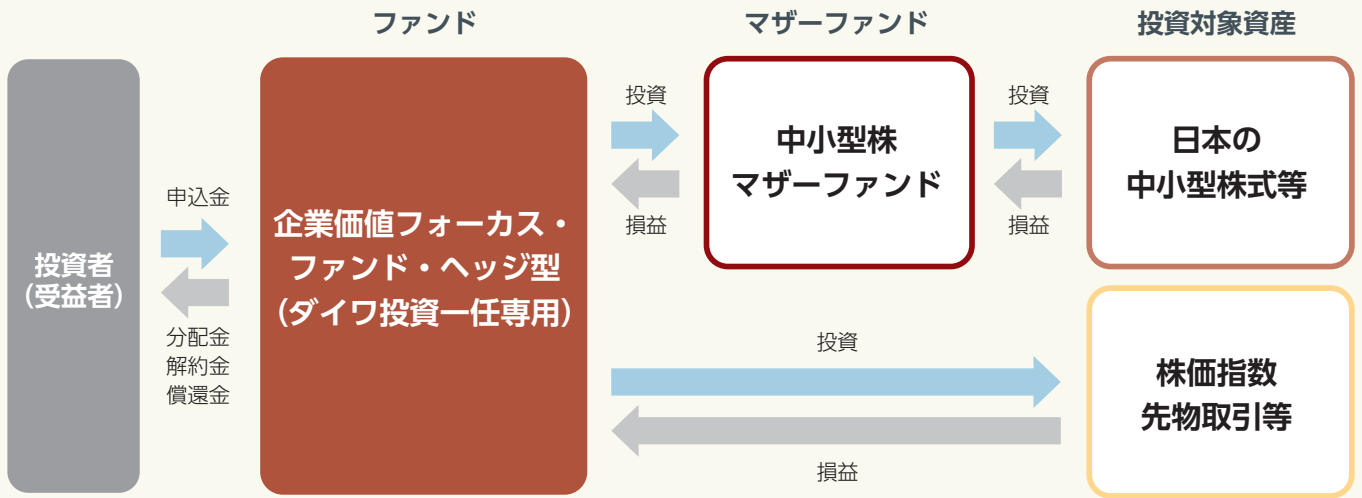 ファンド
マザーファンド
投資対象資産
投資者
(受益者)
申込金
分配金
解約金
償還金
企業価値フォーカス・
ファンド・ヘッジ型
(ダイワ投資一任専用)
投資
損益
中小型株
マザーファンド
投資
損益
日本の
中小型株式等
投資
損益
株価指数
先物取引等